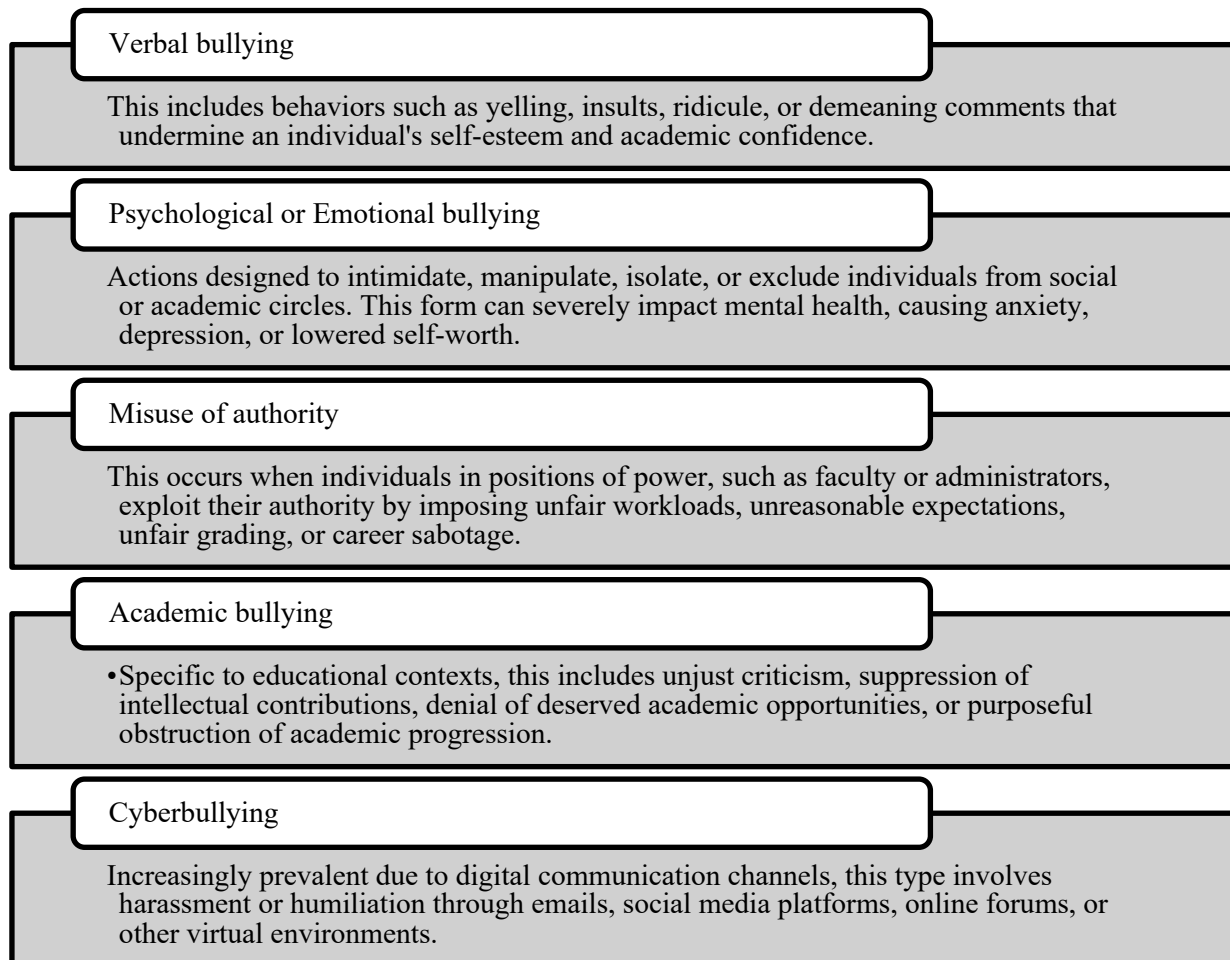 Verbal bullying
This includes behaviors such as yelling, insults, ridicule, or demeaning comments that
undermine an individual's self-esteem and academic confidence.
Psychological or Emotional bullying
Actions designed to intimidate, manipulate, isolate, or exclude individuals from social
or academic circles. This form can severely impact mental health, causing anxiety,
depression, or lowered self-worth.
Misuse of authority
This occurs when individuals in positions of power, such as faculty or administrators,
exploit their authority by imposing unfair workloads, unreasonable expectations,
unfair grading, or career sabotage.
Academic bullying
•Specific to educational contexts, this includes unjust criticism, suppression of
intellectual contributions, denial of deserved academic opportunities, or purposeful
obstruction of academic progression.
Cyberbullying
Increasingly prevalent due to digital communication channels, this type involves
harassment or humiliation through emails, social media platforms, online forums, or
other virtual environments.